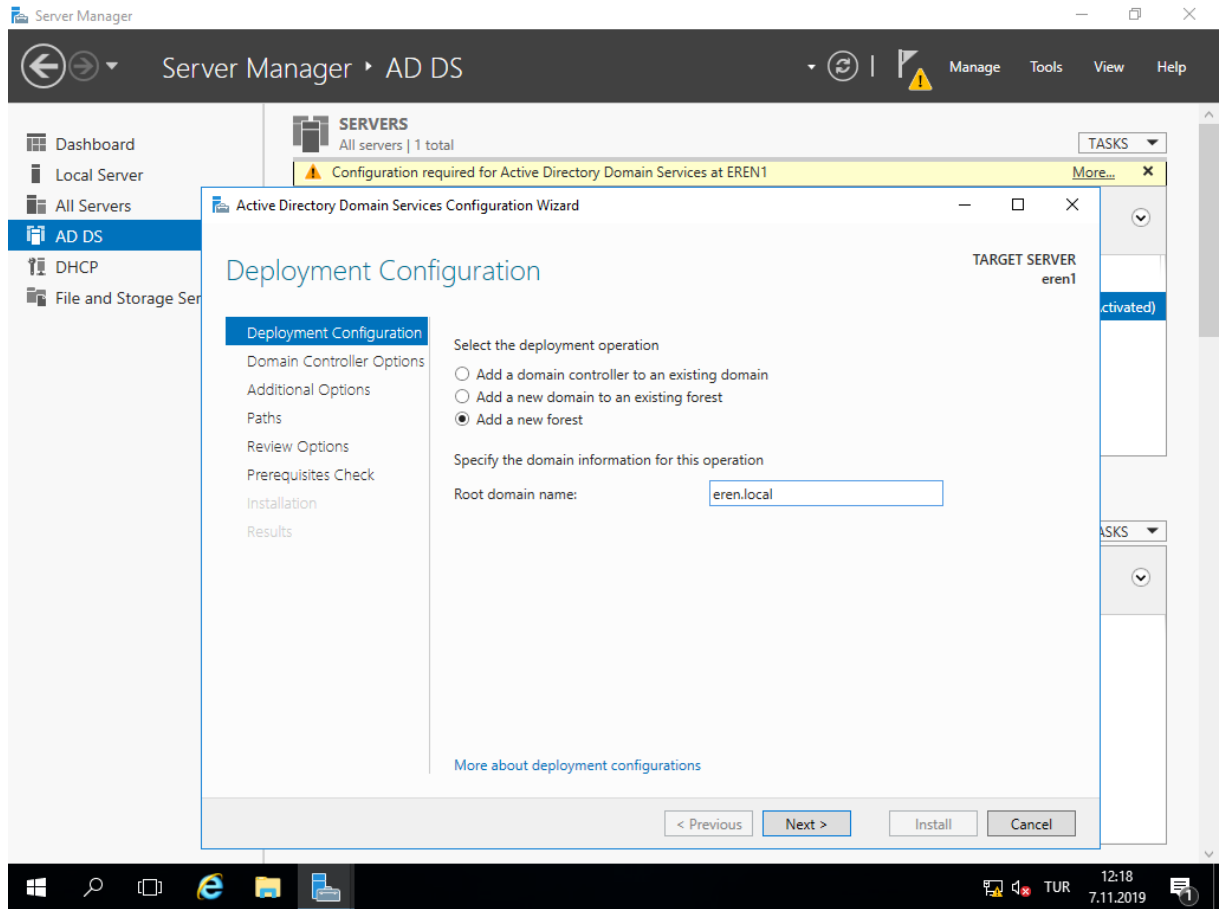 Server Manager
Server Manager ‣ AD DS
Manage Tools View Help
Dashboard
Local Server
All Servers
AD DS
DHCP
File and Storage Ser
SERVERS
All servers | 1 total
TASKS
Configuration required for Active Directory Domain Services at EREN1
More...
Active Directory Domain Services Configuration Wizard
Deployment Configuration
TARGET SERVER
eren1
ctivated)
Deployment Configuration
Domain Controller Options
Additional Options
Paths
Review Options
Prerequisites Check
Installation
Results
Select the deployment operation
Add a domain controller to an existing domain
Add a new domain to an existing forest
Add a new forest
Specify the domain information for this operation
Root domain name: eren.local
ASKS
More about deployment configurations
< Previous Next > Install Cancel
TUR
12:18
7.11.2019
1